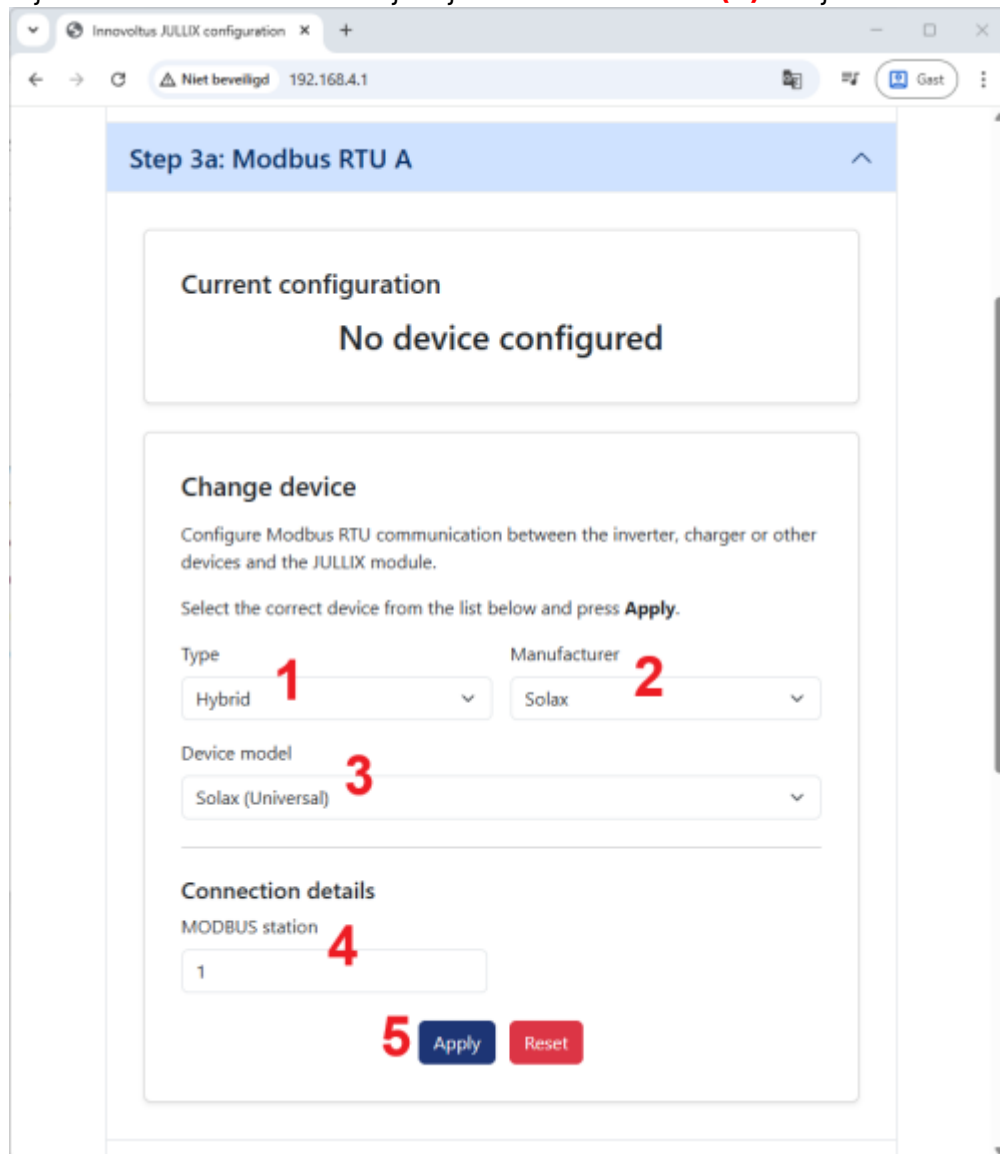 Innovoltus JULLIX configuration
Niet beveiligd 192.168.4.1 Gast
Step 3a: Modbus RTU A
Current configuration
No device configured
Change device
Configure Modbus RTU communication between the inverter, charger or other
devices and the JULLIX module.
Select the correct device from the list below and press Apply.
Type 1 Manufacturer 2
Hybrid Solax
Device model 3
Solax (Universal)
Connection details
MODBUS station 4
1
5 Apply Reset